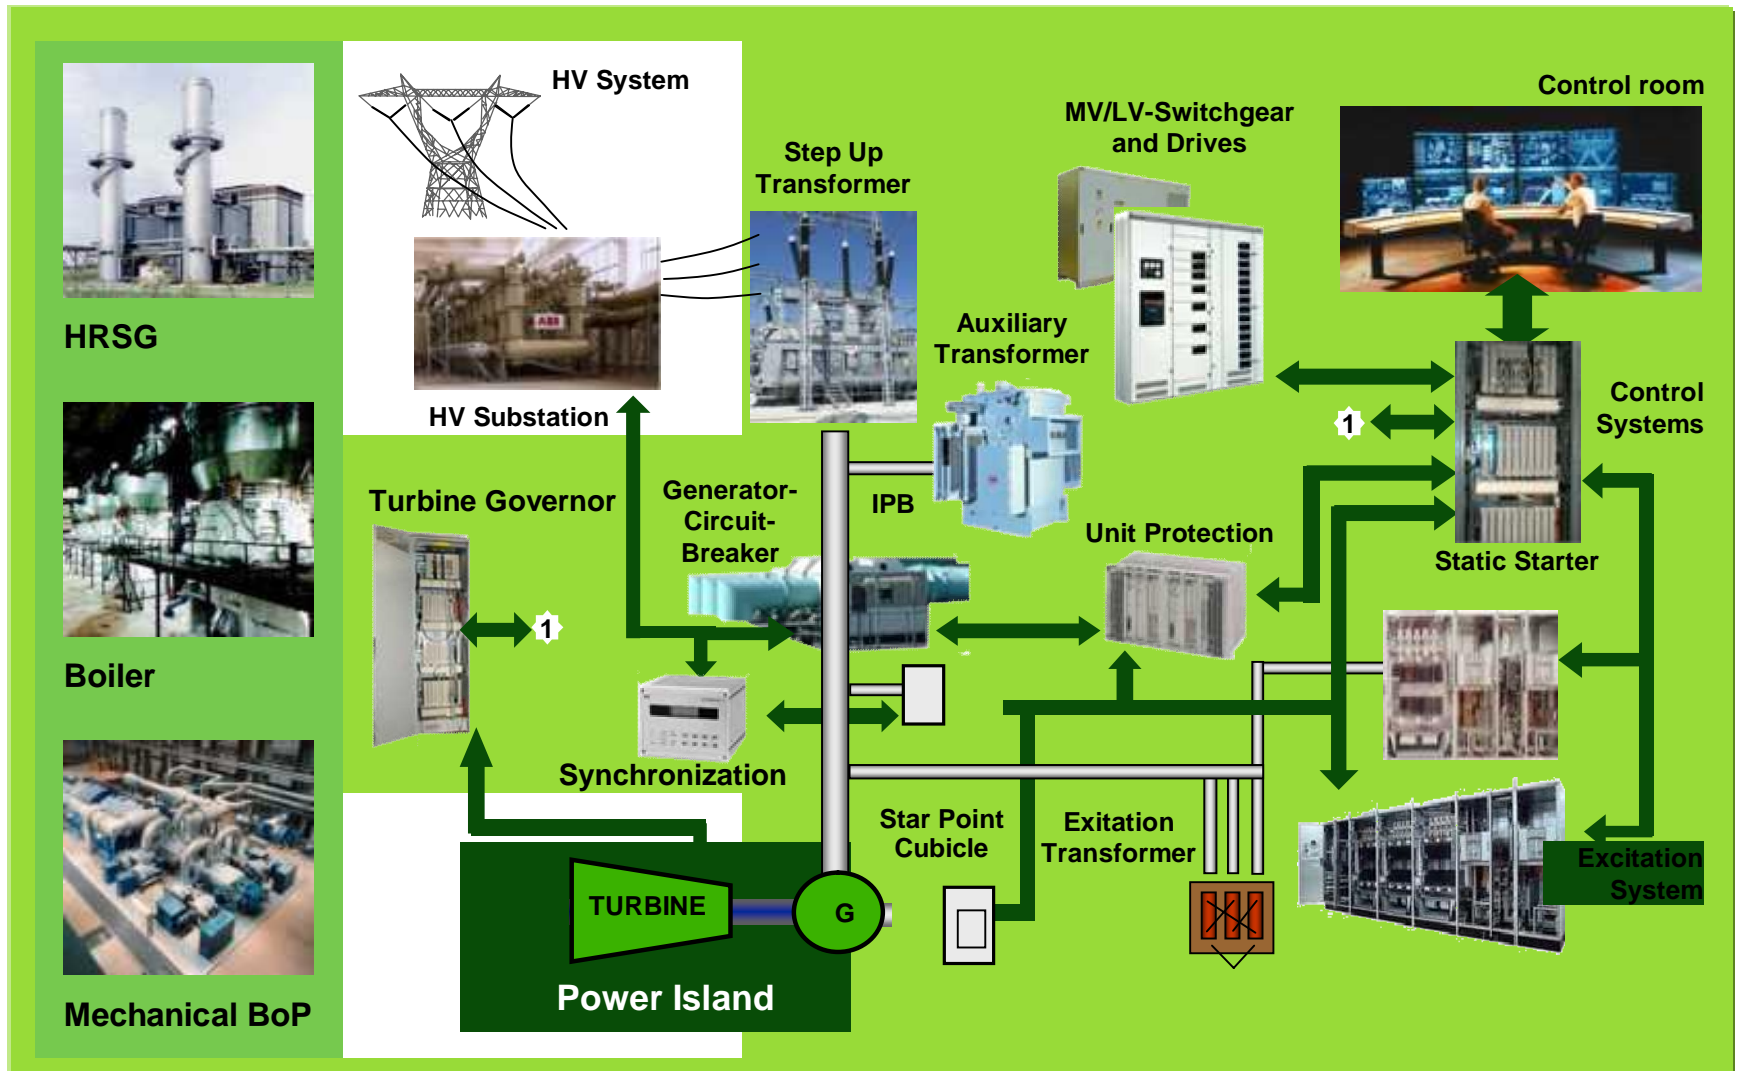 HV System
Control room
MV/LV-Switchgear
and Drives
Step Up
Transformer
ABB
HRSG
Auxiliary
Transformer
HV Substation
Control
Systems
1
Turbine Governor
Generator-
Circuit-
Breaker
IPB
Unit Protection
Static Starter
1
Boiler
Synchronization
Star Point
Cubicle
Exitation
Transformer
Excitation
System
TURBINE
G
Power Island
Mechanical BoP